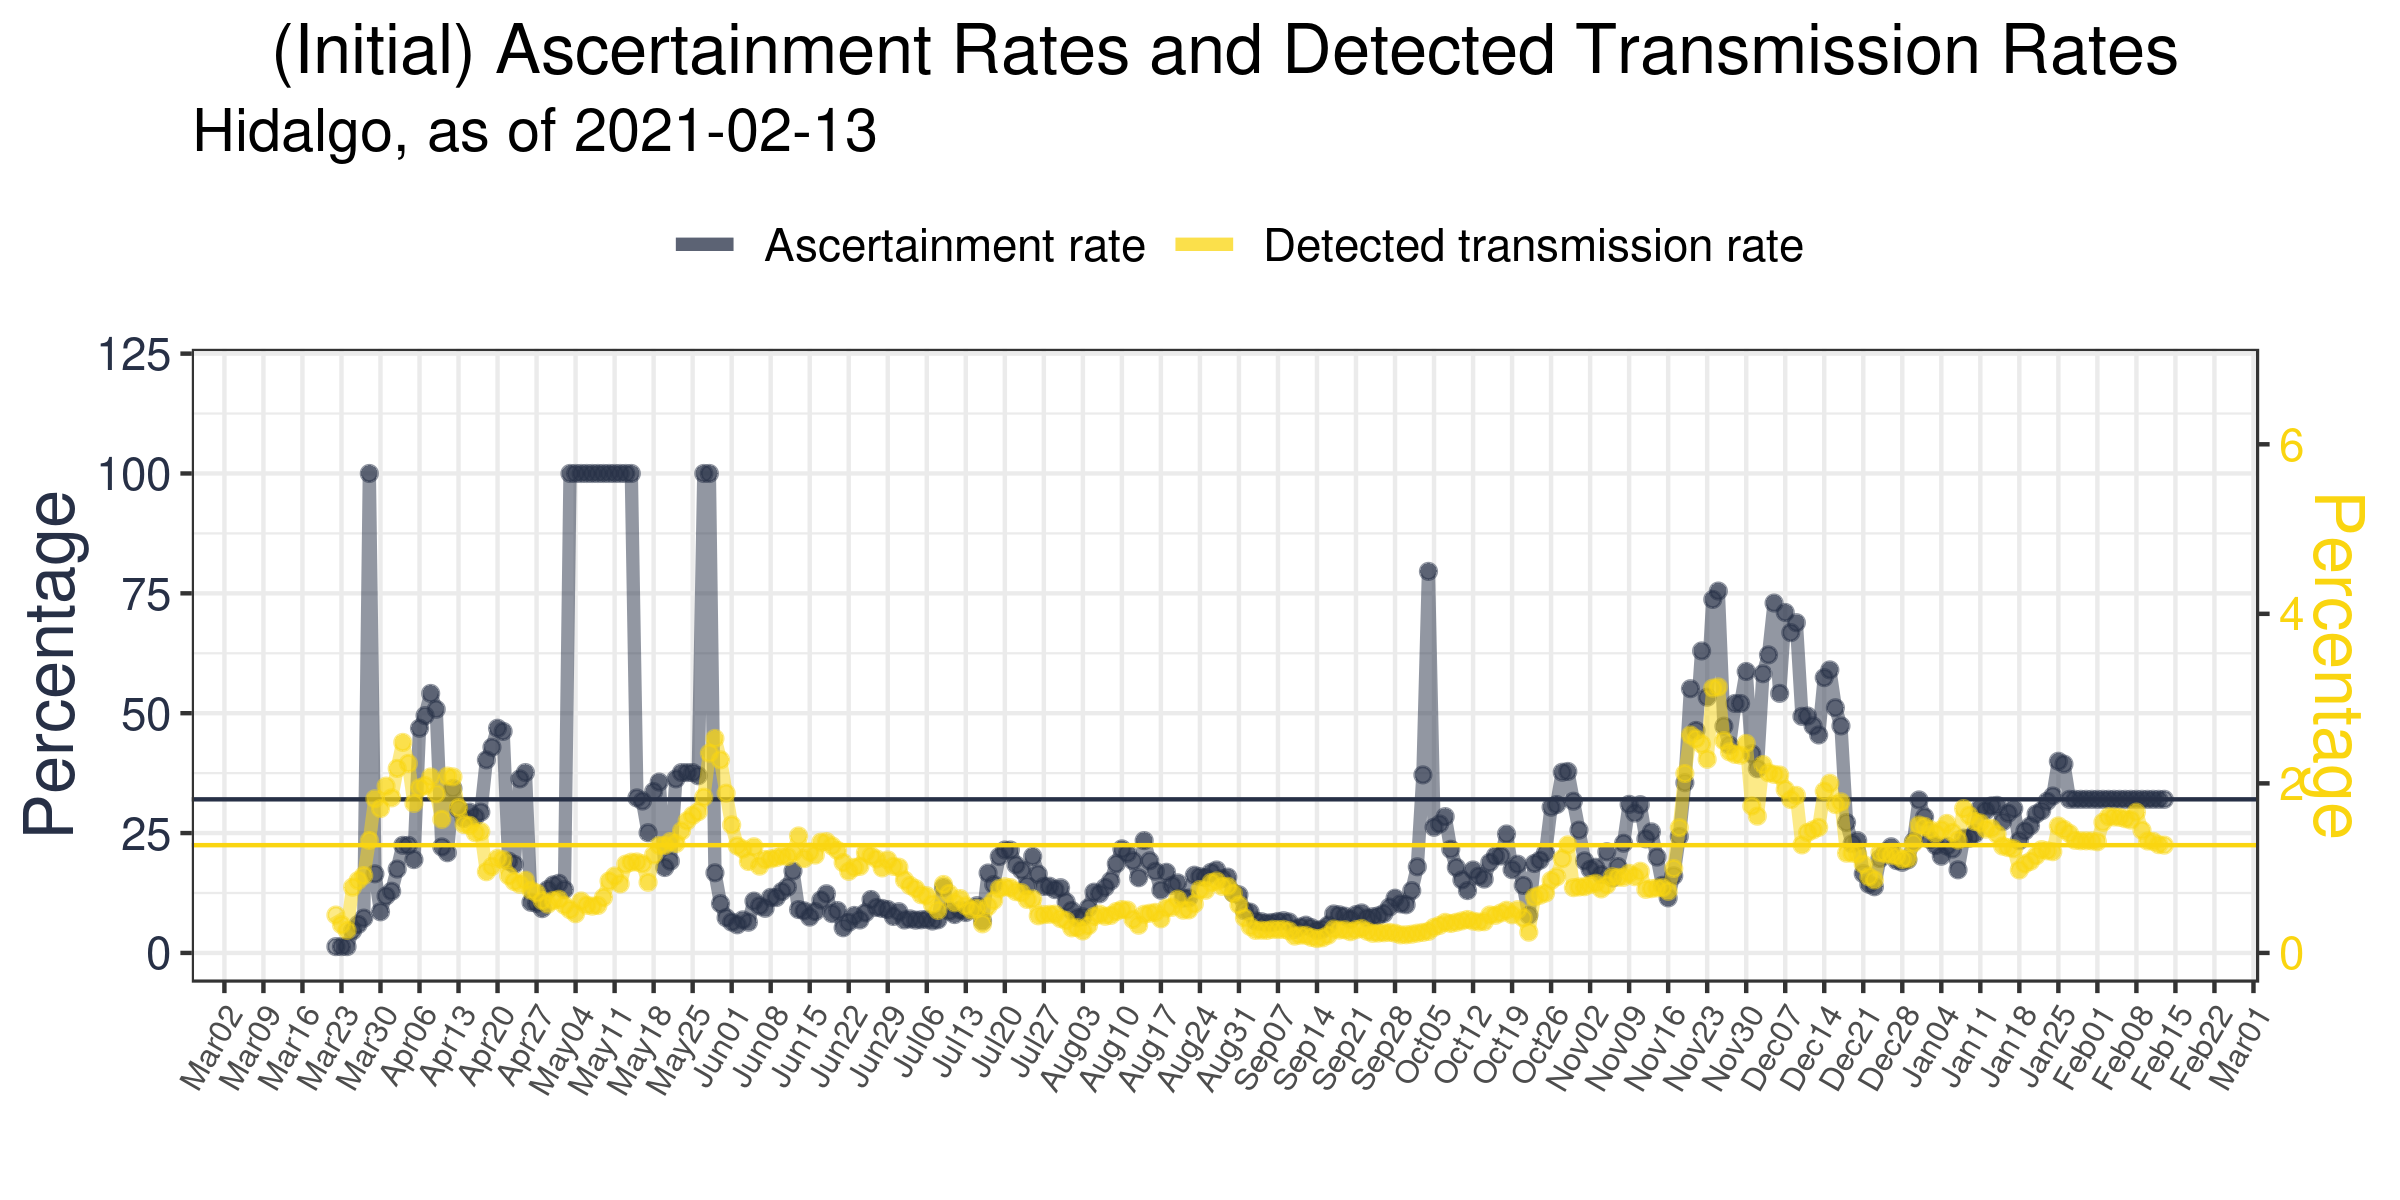 (Initial) Ascertainment Rates and Detected Transmission Rates
Hidalgo, as of 2021-02-13
Ascertainment rate
Detected transmission rate
Percentage
125
100
75
50
25
0
Percentage
6
4
2
0
Mar02
Mar09
Mar16
Mar23
Mar30
Apr06
Apr13
Apr20
Apr27
May04
May11
May18
May25
Jun01
Jun08
Jun15
Jun22
Jun29
Jul06
Jul13
Jul20
Jul27
Aug03
Aug10
Aug17
Aug24
Aug31
Sep07
Sep14
Sep21
Sep28
Oct05
Oct12
Oct19
Oct26
Nov02
Nov09
Nov16
Nov23
Nov30
Dec07
Dec14
Dec21
Dec28
Jan04
Jan11
Jan18
Jan25
Feb01
Feb08
Feb15
Feb22
Mar01